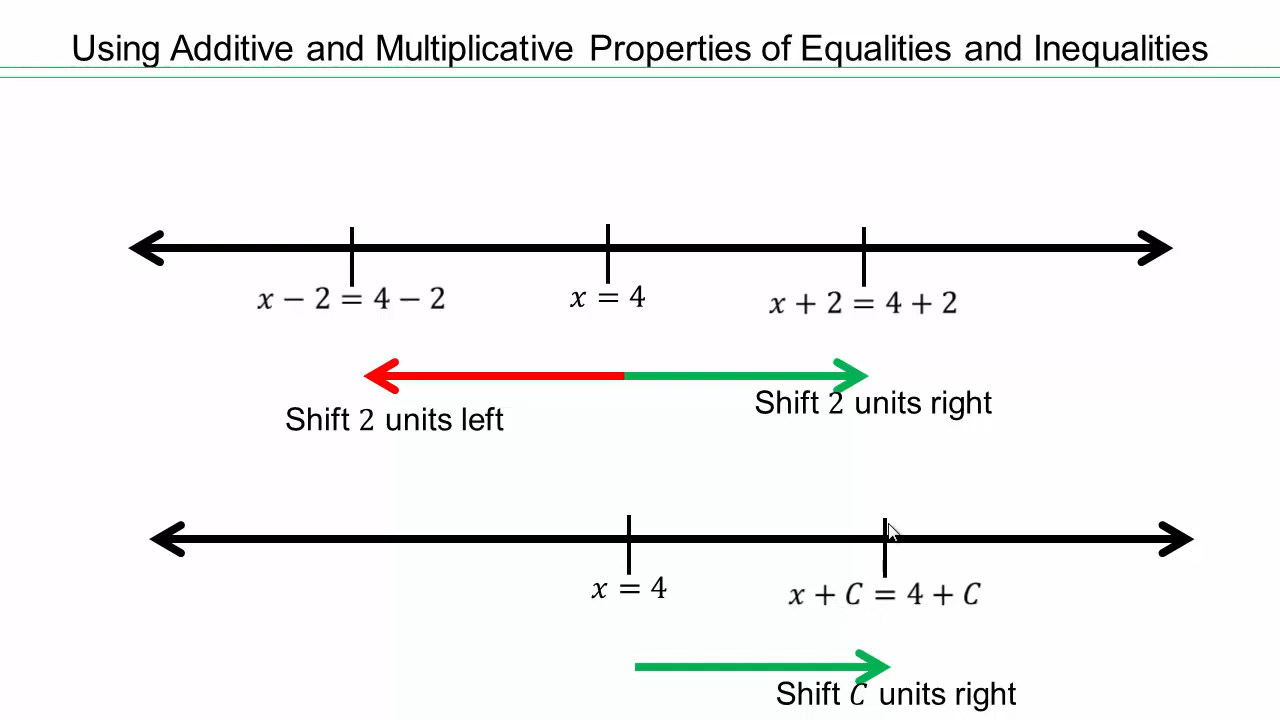 Using Additive and Multiplicative Properties of Equalities and Inequalities
𝑥 − 2 = 4 − 2
𝑥 = 4
𝑥 + 2 = 4 + 2
Shift 2 units left
Shift 2 units right
𝑥 = 4
𝑥 + 𝐶 = 4 + 𝐶
Shift 𝐶 units right